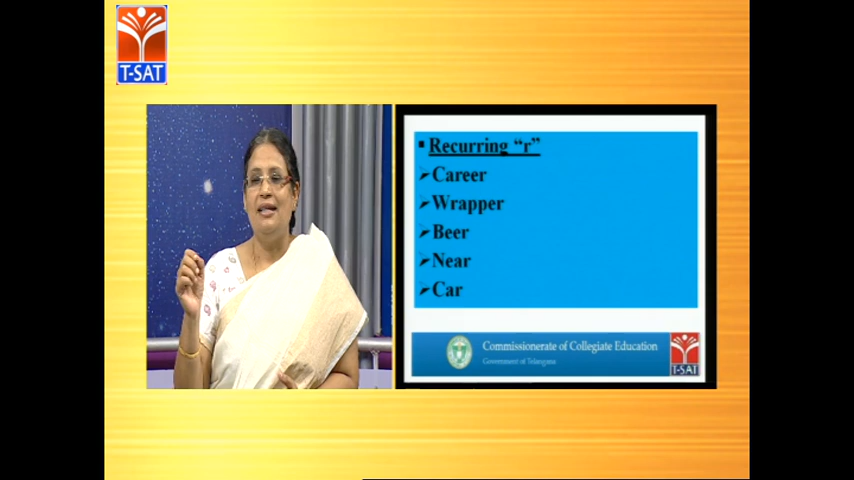 T-SAT
Recurring “r”
Career
Wrapper
Beer
Near
Car
Commissionerate of Collegiate Education
Government of Telangana
T-SAT